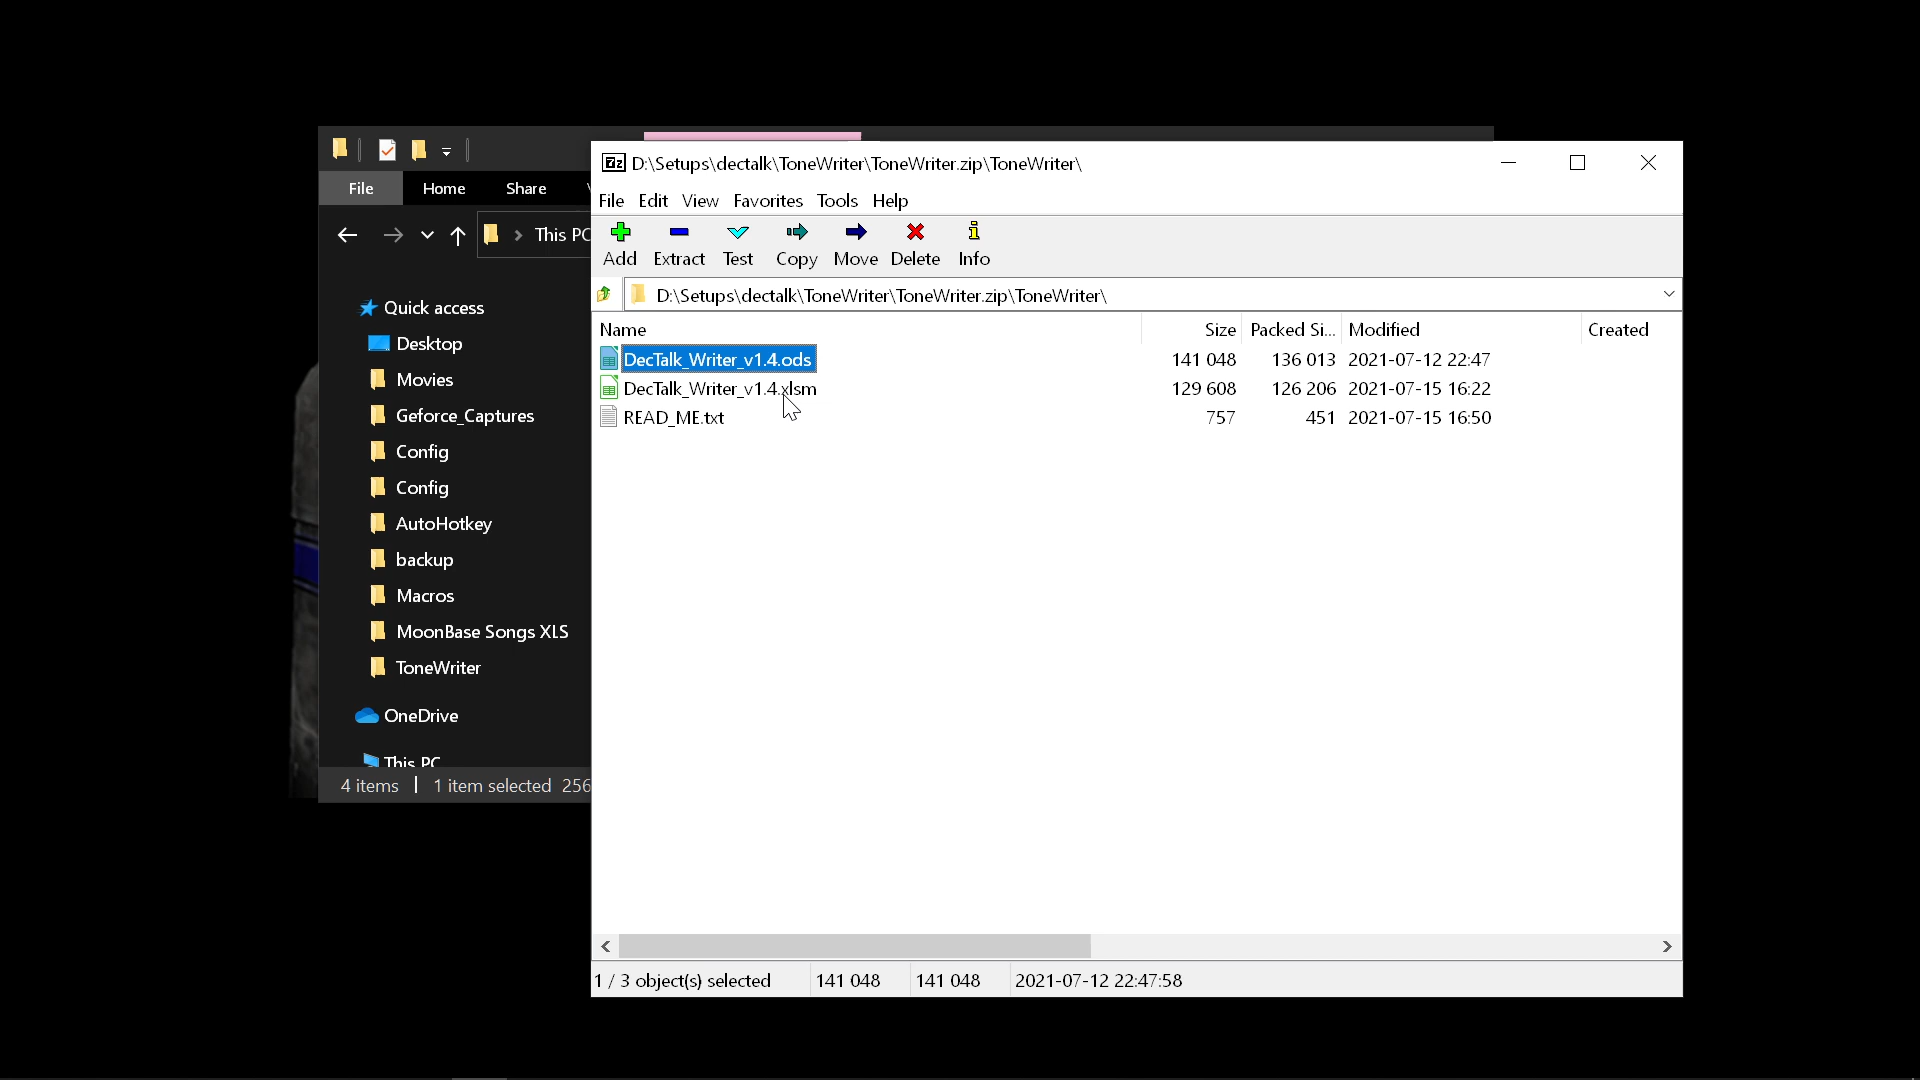 File Home Share
This PC
Quick access
Desktop
Movies
Geforce_Captures
Config
Config
AutoHotkey
backup
Macros
MoonBase Songs XLS
ToneWriter
OneDrive
This PC
4 items 1 item selected 256
7z D:\Setups\dectalk\ToneWriter\ToneWriter.zip\ToneWriter\
File Edit View Favorites Tools Help
Add Extract Test Copy Move Delete Info
D:\Setups\dectalk\ToneWriter\ToneWriter.zip\ToneWriter\
Name Size Packed Si... Modified Created
DecTalk_Writer_v1.4.ods 141 048 136 013 2021-07-12 22:47
DecTalk_Writer_v1.4.xlsm 129 608 126 206 2021-07-15 16:22
READ_ME.txt 757 451 2021-07-15 16:50
1 / 3 object(s) selected 141 048 141 048 2021-07-12 22:47:58